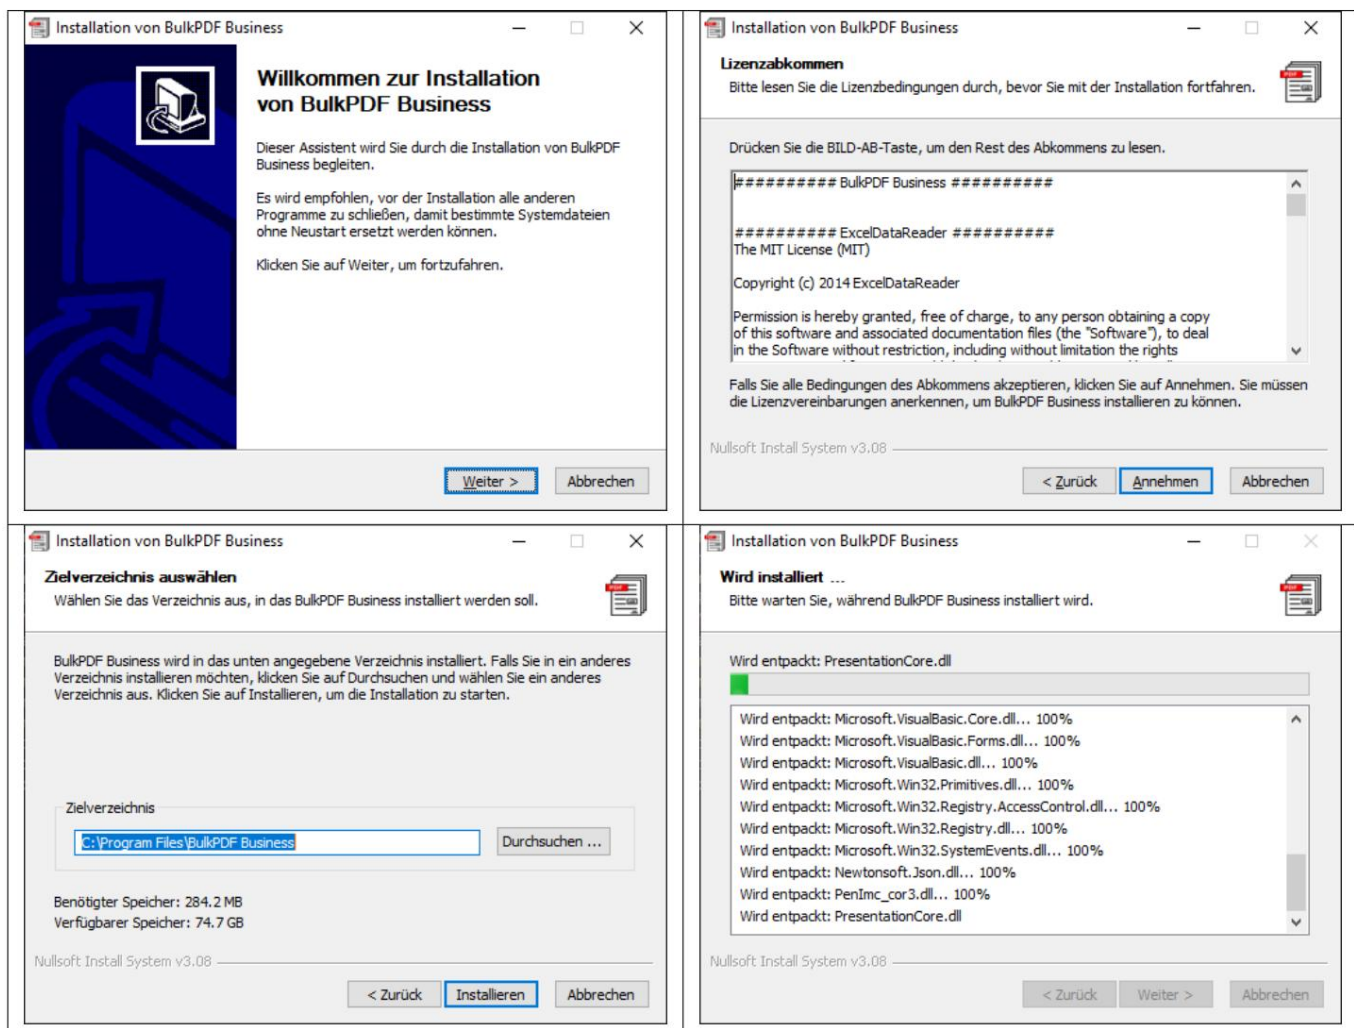 Installation von BulkPDF Business
Willkommen zur Installation
von BulkPDF Business
Dieser Assistent wird Sie durch die Installation von BulkPDF
Business begleiten.
Es wird empfohlen, vor der Installation alle anderen
Programme zu schließen, damit bestimmte Systemdateien
ohne Neustart ersetzt werden können.
Klicken Sie auf Weiter, um fortzufahren.
Weiter > Abbrechen
Installation von BulkPDF Business
Lizenzabkommen
Bitte lesen Sie die Lizenzbedingungen durch, bevor Sie mit der Installation fortfahren.
PDF
Drücken Sie die BILD-AB-Taste, um den Rest des Abkommens zu lesen.
########## BulkPDF Business ##########
########## ExcelDataReader ##########
The MIT License (MIT)
Copyright (c) 2014 ExcelDataReader
Permission is hereby granted, free of charge, to any person obtaining a copy
of this software and associated documentation files (the "Software"), to deal
in the Software without restriction, including without limitation the rights
Falls Sie alle Bedingungen des Abkommens akzeptieren, klicken Sie auf Annehmen. Sie müssen
die Lizenzvereinbarungen anerkennen, um BulkPDF Business installieren zu können.
Nullsoft Install System v3.08
< Zurück Annehmen Abbrechen
Installation von BulkPDF Business
Zielverzeichnis auswählen
Wählen Sie das Verzeichnis aus, in das BulkPDF Business installiert werden soll.
PDF
BulkPDF Business wird in das unten angegebene Verzeichnis installiert. Falls Sie in ein anderes
Verzeichnis installieren möchten, klicken Sie auf Durchsuchen und wählen Sie ein anderes
Verzeichnis aus. Klicken Sie auf Installieren, um die Installation zu starten.
Zielverzeichnis
C:\Program Files\BulkPDF Business Durchsuchen ...
Benötigter Speicher: 284.2 MB
Verfügbarer Speicher: 74.7 GB
Nullsoft Install System v3.08
< Zurück Installieren Abbrechen
Installation von BulkPDF Business
Wird installiert ...
Bitte warten Sie, während BulkPDF Business installiert wird.
PDF
Wird entpackt: PresentationCore.dll
Wird entpackt: Microsoft.VisualBasic.Core.dll... 100%
Wird entpackt: Microsoft.VisualBasic.Forms.dll... 100%
Wird entpackt: Microsoft.VisualBasic.dll... 100%
Wird entpackt: Microsoft.Win32.Primitives.dll... 100%
Wird entpackt: Microsoft.Win32.Registry.AccessControl.dll... 100%
Wird entpackt: Microsoft.Win32.Registry.dll... 100%
Wird entpackt: Microsoft.Win32.SystemEvents.dll... 100%
Wird entpackt: Newtonsoft.Json.dll... 100%
Wird entpackt: PenImc_cor3.dll... 100%
Wird entpackt: PresentationCore.dll
Nullsoft Install System v3.08
< Zurück Weiter > Abbrechen